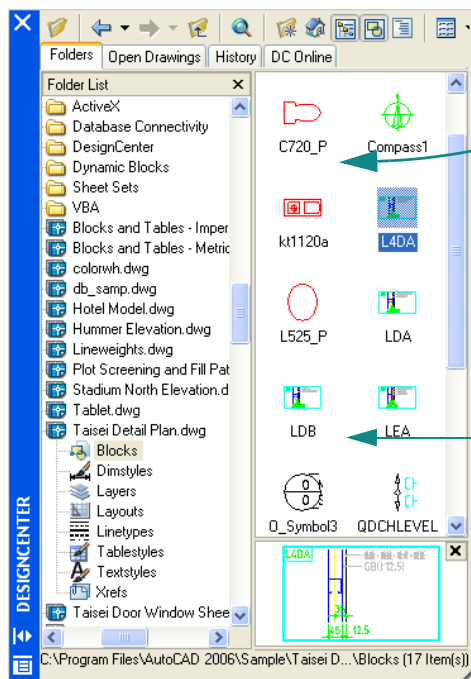 Folders Open Drawings History DC Online
Folder List
ActiveX
Database Connectivity
DesignCenter
Dynamic Blocks
Sheet Sets
VBA
Blocks and Tables - Imper
Blocks and Tables - Metric
colorwh.dwg
db_samp.dwg
Hotel Model.dwg
Hummer Elevation.dwg
Lineweights.dwg
Plot Screening and Fill Pat
Stadium North Elevation.d
Tablet.dwg
Taisei Detail Plan.dwg
Blocks
Dimstyles
Layers
Layouts
Linetypes
Tablestyles
Textstyles
Xrefs
Taisei Door Window Shee
C720_P Compass1
kt1120a L4DA
L525_P LDA
LDB LEA
O_Symbol3 QDCHLEVEL
L4DA
GB(t12.5)
45 12.5
DESIGNCENTER
C:\Program Files\AutoCAD 2006\Sample\Taisei D...\Blocks (17 Item(s))